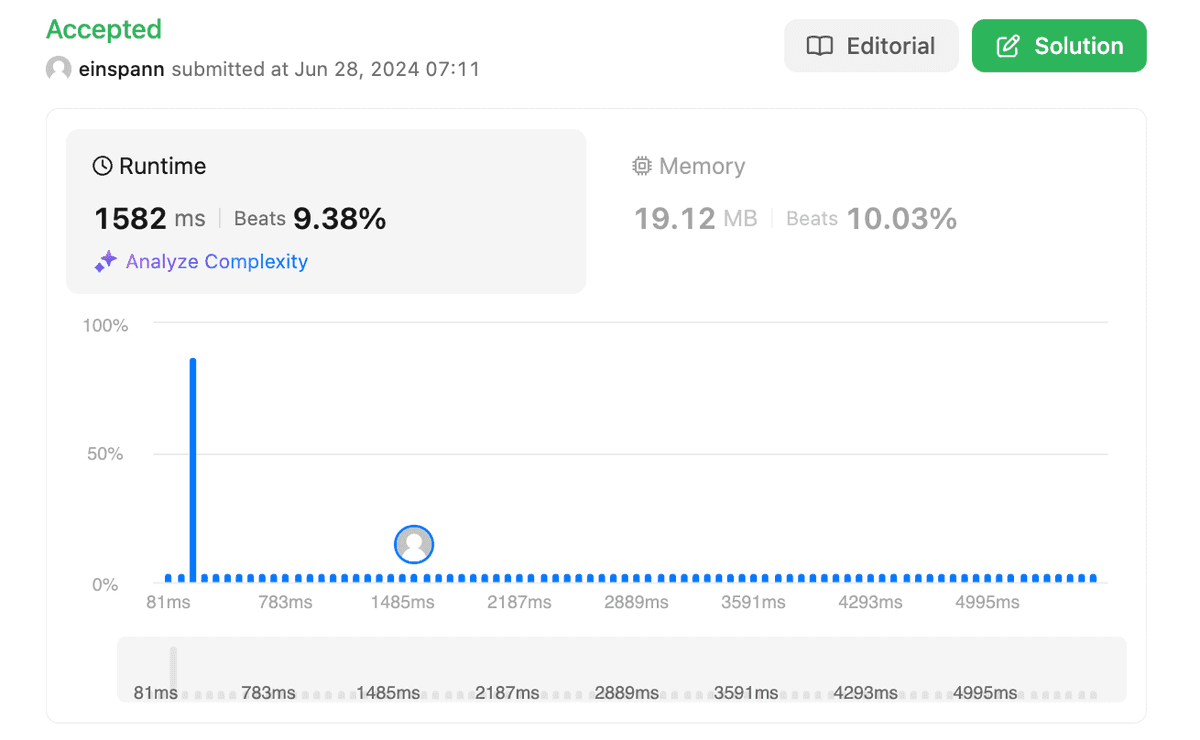 Accepted
einspann submitted at Jun 28, 2024 07:11
Editorial
Solution
Runtime
1582 ms Beats 9.38%
Analyze Complexity
Memory
19.12 MB Beats 10.03%
100%
50%
0%
81ms 783ms 1485ms 2187ms 2889ms 3591ms 4293ms 4995ms
81ms 783ms 1485ms 2187ms 2889ms 3591ms 4293ms 4995ms